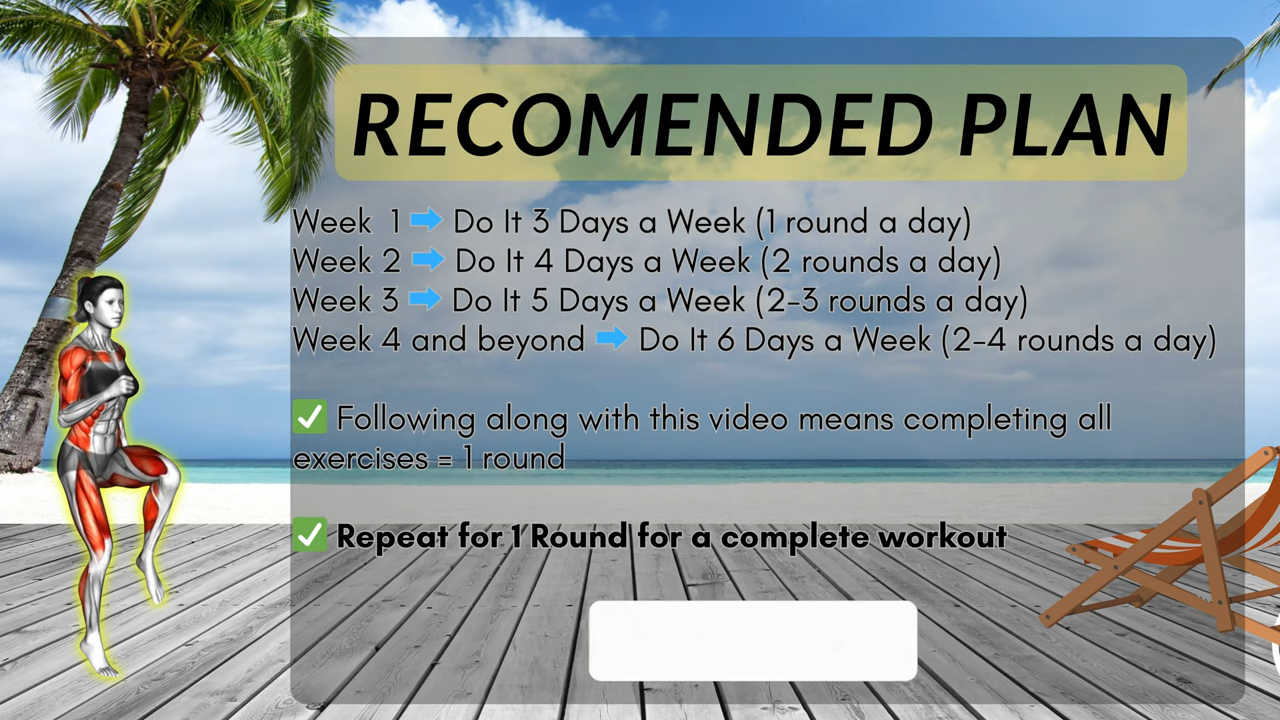 RECOMENDED PLAN
Week 1 ➡ Do It 3 Days a Week (1 round a day)
Week 2 ➡ Do It 4 Days a Week (2 rounds a day)
Week 3 ➡ Do It 5 Days a Week (2-3 rounds a day)
Week 4 and beyond ➡ Do It 6 Days a Week (2-4 rounds a day)
✅ Following along with this video means completing all
exercises = 1 round
✅ Repeat for 1 Round for a complete workout